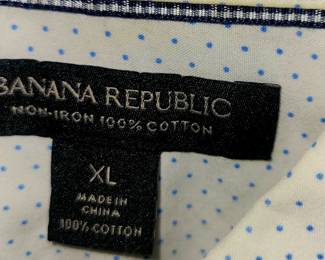 BANANA REPUBLIC
NON-IRON 100% COTTON
XL
MADE IN
CHINA
100% COTTON